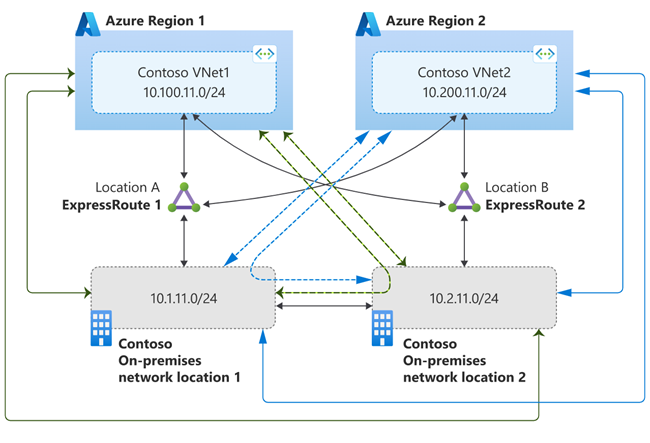 Azure Region 1
Azure Region 2
Contoso VNet1
10.100.11.0/24
Contoso VNet2
10.200.11.0/24
Location A
ExpressRoute 1
Location B
ExpressRoute 2
10.1.11.0/24
10.2.11.0/24
Contoso
On-premises
network location 1
Contoso
On-premises
network location 2